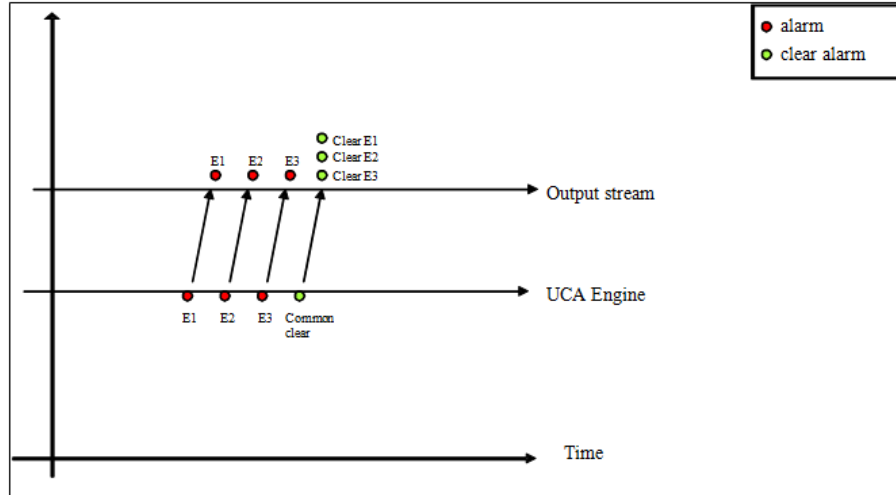 alarm
clear alarm
Clear E1
Clear E2
E1 E2 E3 Clear E3
Output stream
UCA Engine
E1 E2 E3 Common
clear
Time